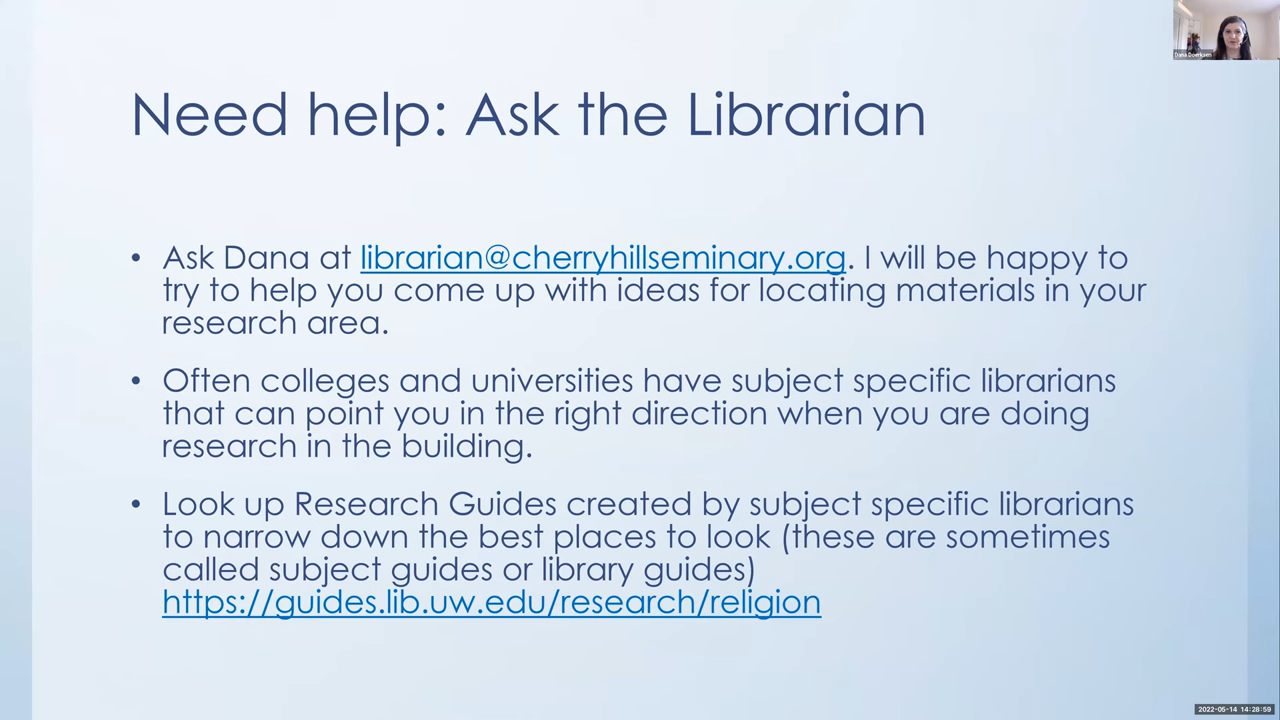 Dana Doerksen
Need help: Ask the Librarian
• Ask Dana at librarian@cherryhillseminary.org. I will be happy to
try to help you come up with ideas for locating materials in your
research area.
• Often colleges and universities have subject specific librarians
that can point you in the right direction when you are doing
research in the building.
• Look up Research Guides created by subject specific librarians
to narrow down the best places to look (these are sometimes
called subject guides or library guides)
https://guides.lib.uw.edu/research/religion
2022-05-14 14:28:59